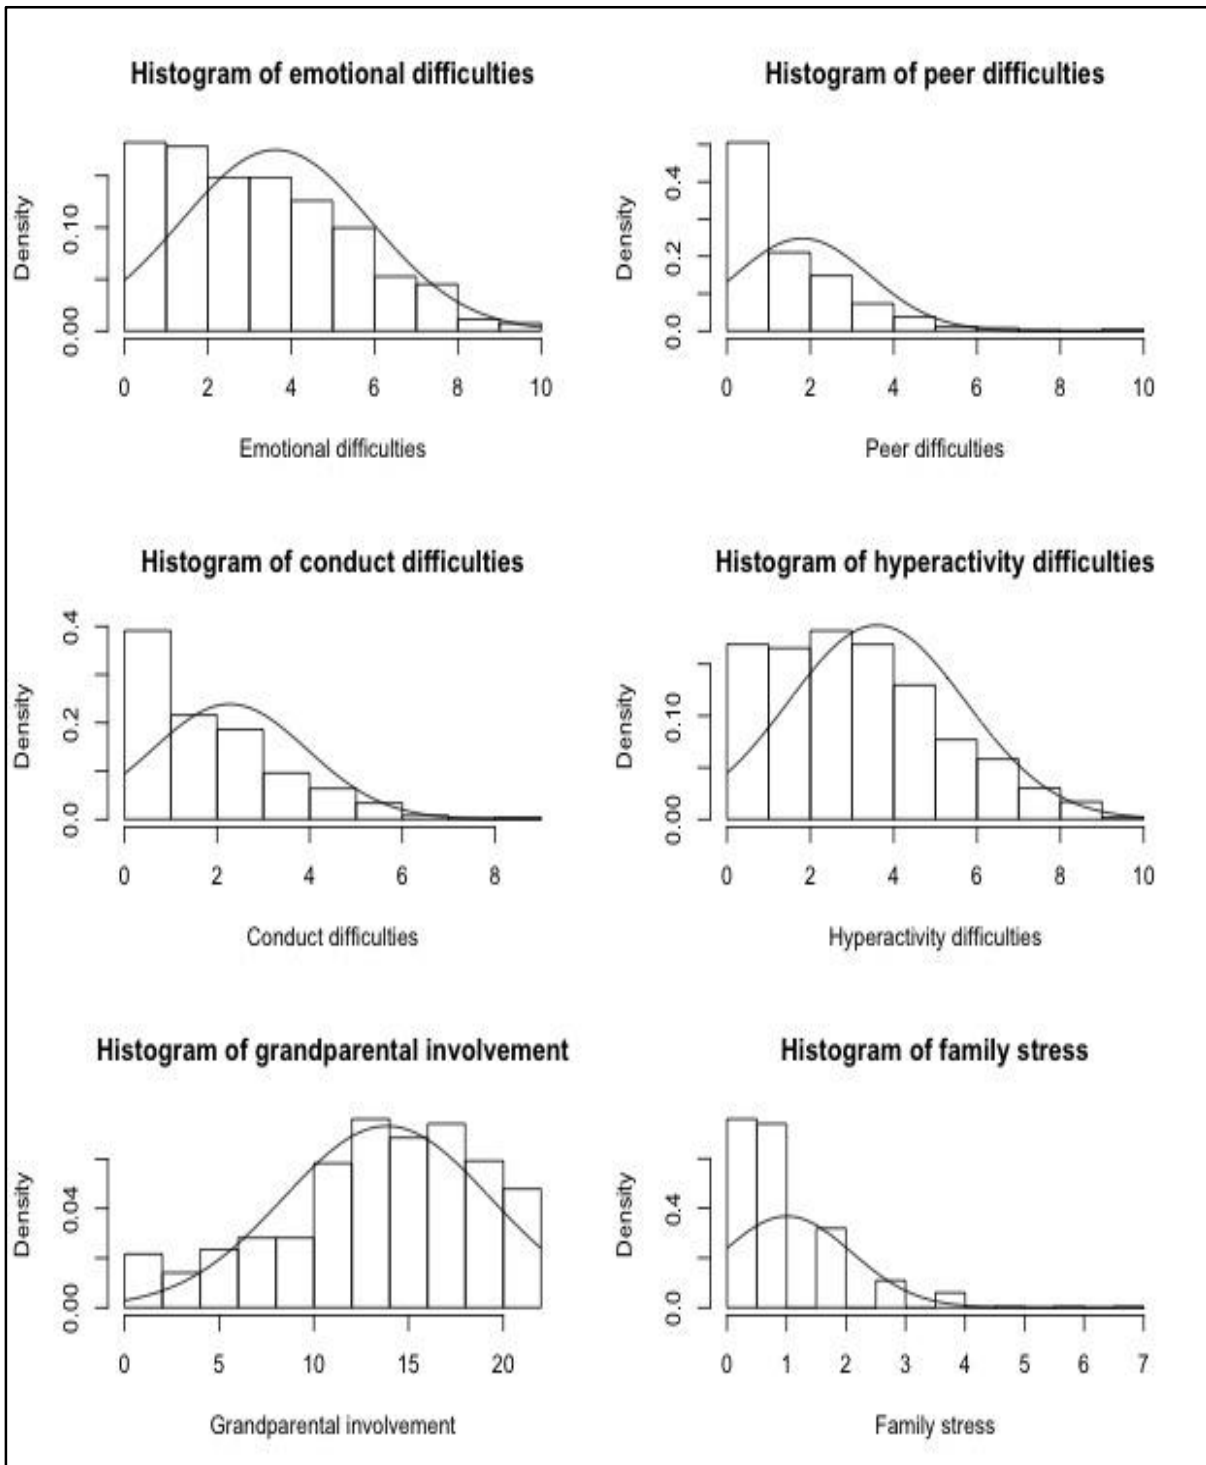 Histogram of emotional difficulties
Density
0.00 0.10
0 2 4 6 8 10
Emotional difficulties
Histogram of peer difficulties
Density
0.0 0.2 0.4
0 2 4 6 8 10
Peer difficulties
Histogram of conduct difficulties
Density
0.0 0.2 0.4
0 2 4 6 8
Conduct difficulties
Histogram of hyperactivity difficulties
Density
0.00 0.10
0 2 4 6 8 10
Hyperactivity difficulties
Histogram of grandparental involvement
Density
0.00 0.04
0 5 10 15 20
Grandparental involvement
Histogram of family stress
Density
0.0 0.4
0 1 2 3 4 5 6 7
Family stress